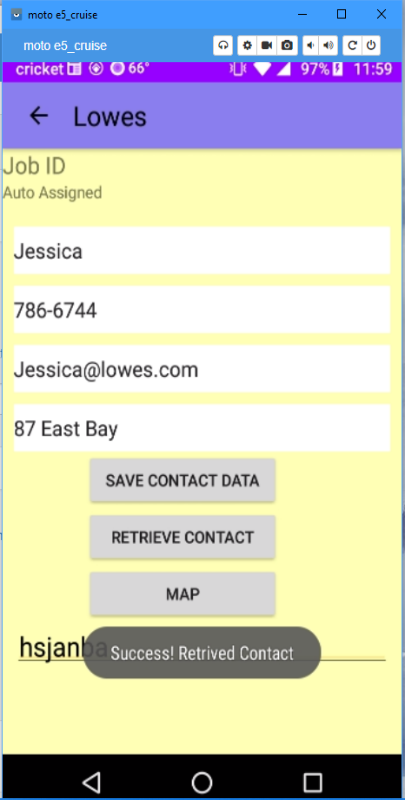 moto e5_cruise
moto e5_cruise
cricket 66° 97% 11:59
Lowes
Job ID
Auto Assigned
Jessica
786-6744
Jessica@lowes.com
87 East Bay
SAVE CONTACT DATA
RETRIEVE CONTACT
MAP
hsjanba
Success! Retrived Contact